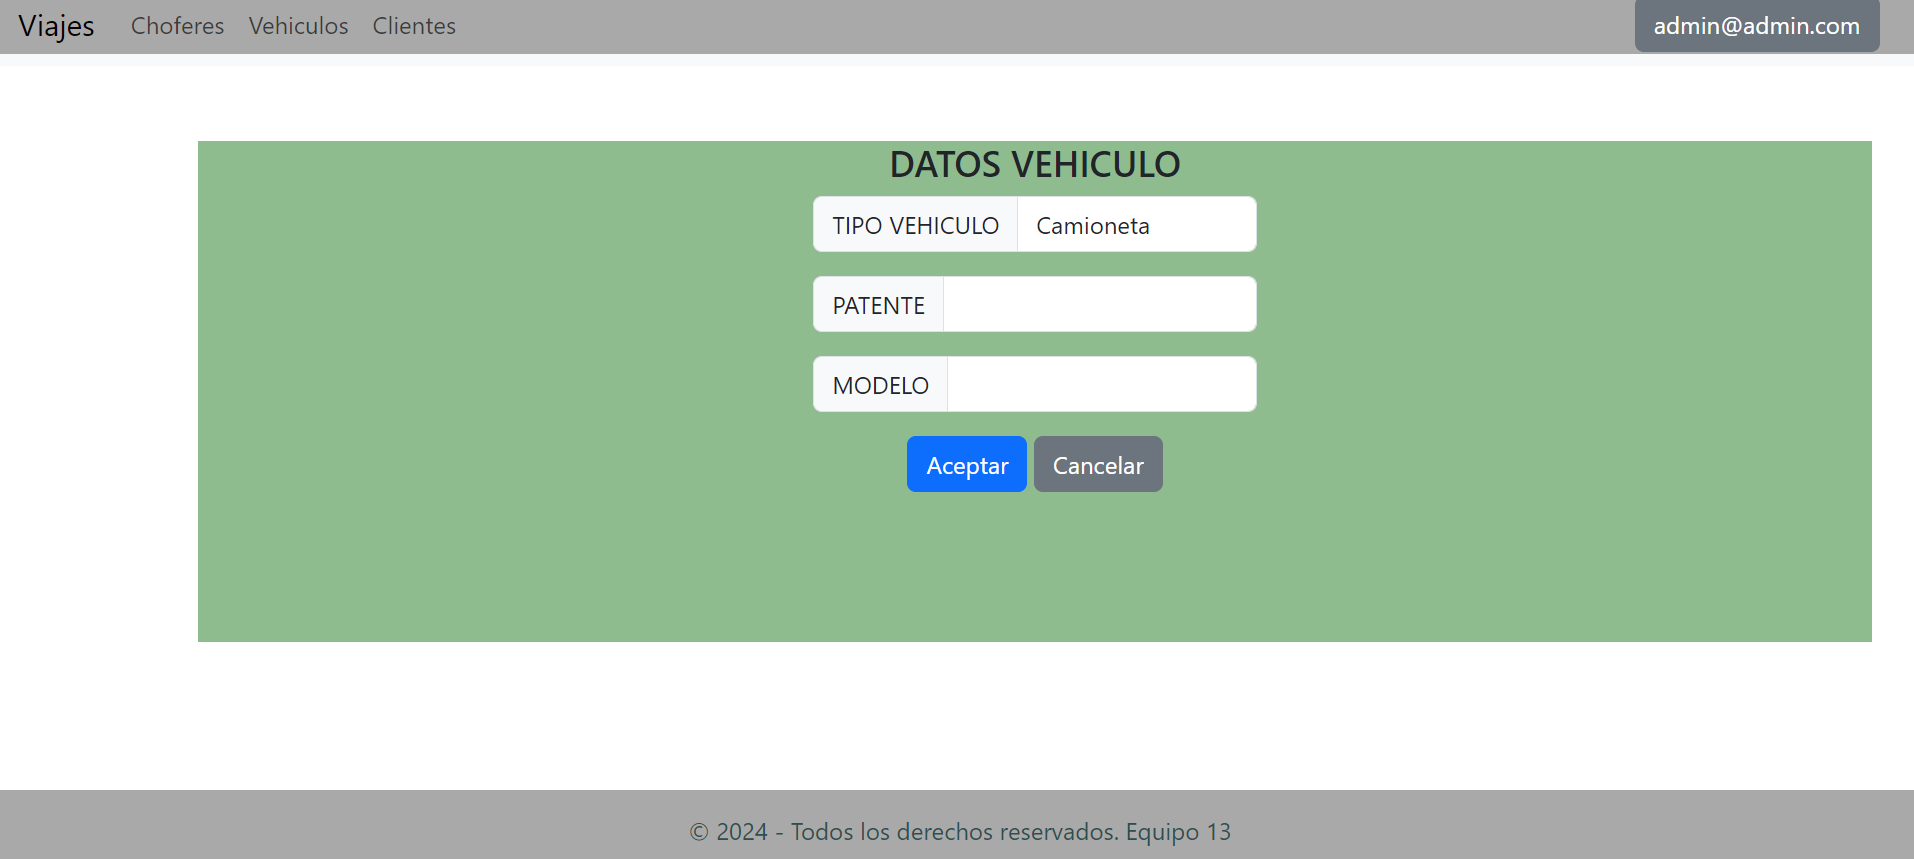 Viajes Choferes Vehiculos Clientes admin@admin.com
DATOS VEHICULO
TIPO VEHICULO Camioneta
PATENTE
MODELO
Aceptar Cancelar
© 2024 - Todos los derechos reservados. Equipo 13